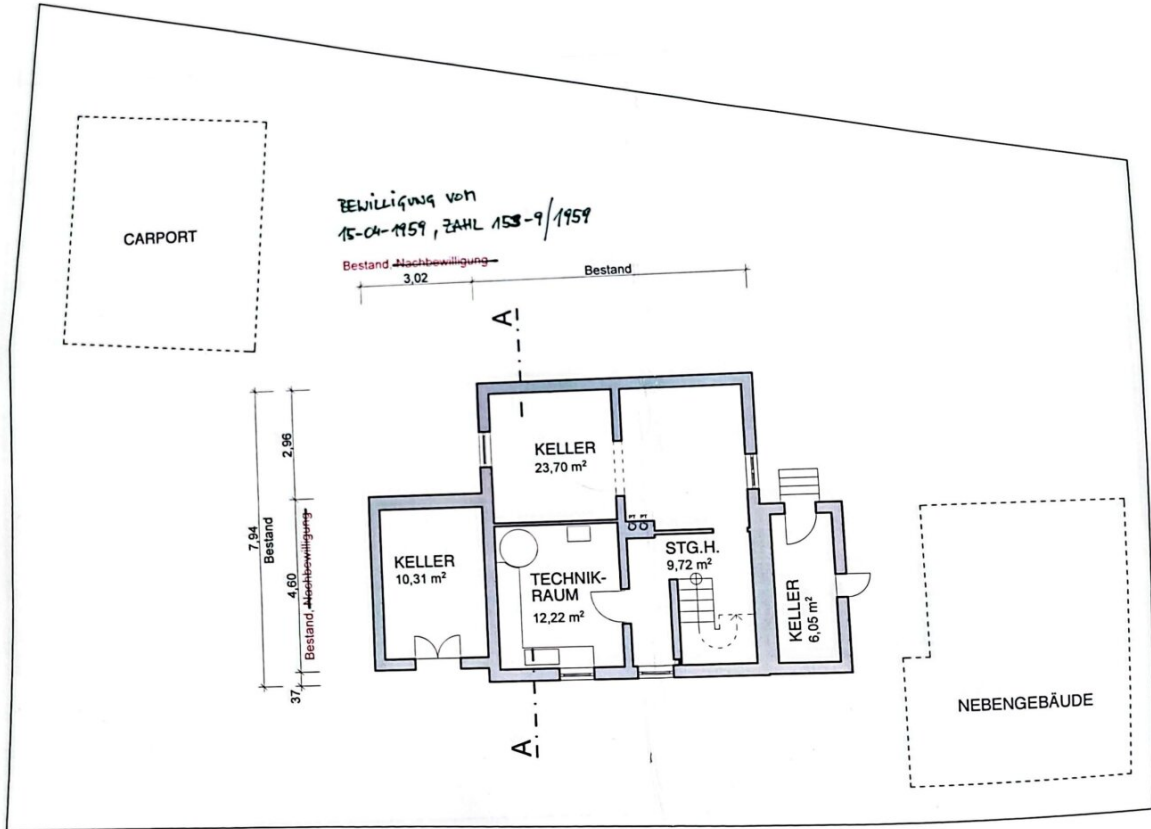 BEWILLIGUNG VOM
15-04-1959, ZAHL 153-9/1959
Bestand, Nachbewilligung
3,02
Bestand
CARPORT
A
KELLER
23,70 m²
2,96
7,94
Bestand
4,60
Bestand, Nachbewilligung
37
KELLER
10,31 m²
TECHNIK-
RAUM
12,22 m²
PT PT
STG.H.
9,72 m²
KELLER
6,05 m²
A
NEBENGEBÄUDE